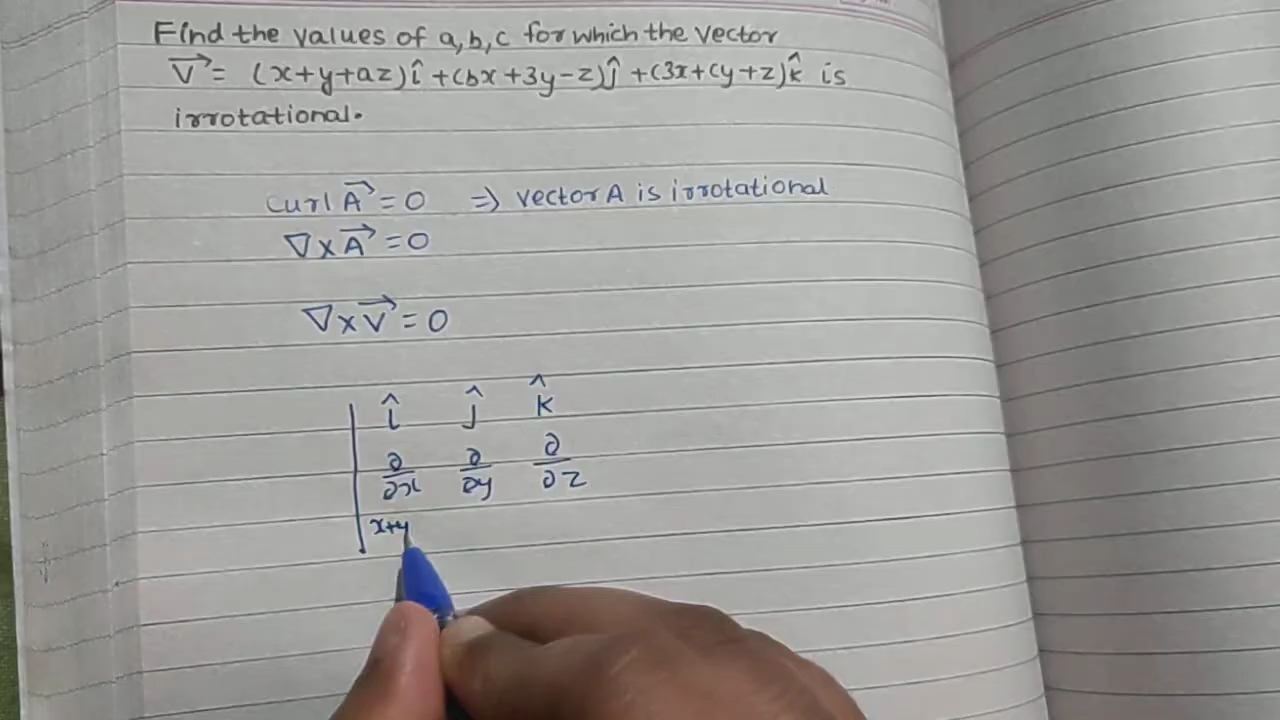 Find the values of a,b,c for which the vector
V⃗ = (x+y+az)î+(bx+3y-z)ĵ+(3x+cy+z)k̂ is
irrotational.
curl A⃗ = 0 => vector A is irrotational
∇×A⃗ = 0
∇×V⃗ = 0
î ĵ k̂
∂/∂x ∂/∂y ∂/∂z
x+y